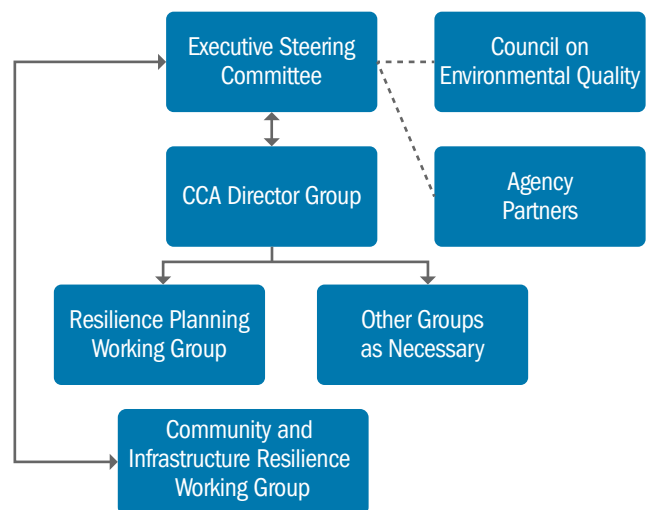 Executive Steering
Committee
Council on
Environmental Quality
CCA Director Group
Agency
Partners
Resilience Planning
Working Group
Other Groups
as Necessary
Community and
Infrastructure Resilience
Working Group